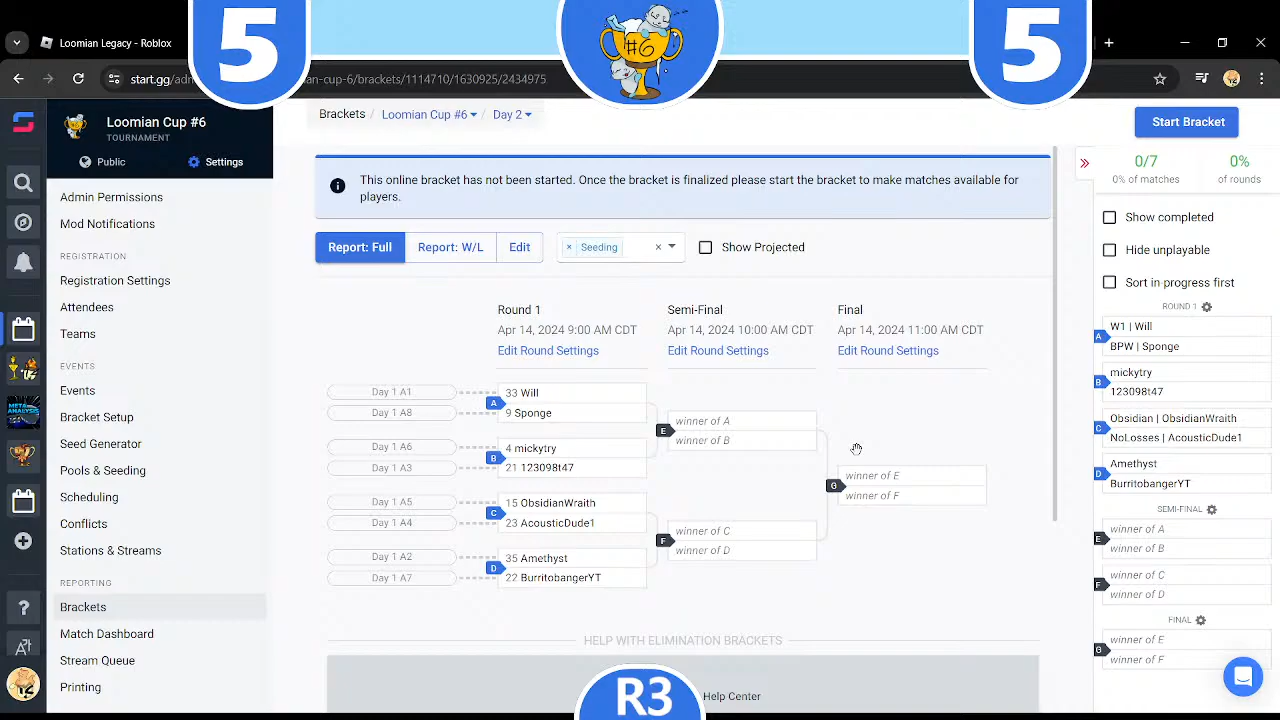 5
#6
5
Loomian Legacy - Roblox
start.gg/adm
an-cup-6/brackets/1114710/1630925/2434975
Loomian Cup #6
TOURNAMENT
Public
Settings
Admin Permissions
Mod Notifications
REGISTRATION
Registration Settings
Attendees
Teams
EVENTS
Events
Bracket Setup
Seed Generator
Pools & Seeding
Scheduling
Conflicts
Stations & Streams
REPORTING
Brackets
Match Dashboard
Stream Queue
Printing
Brackets / Loomian Cup #6 / Day 2
Start Bracket
This online bracket has not been started. Once the bracket is finalized please start the bracket to make matches available for
players.
Report: Full
Report: W/L
Edit
× Seeding
Show Projected
Round 1
Apr 14, 2024 9:00 AM CDT
Edit Round Settings
Semi-Final
Apr 14, 2024 10:00 AM CDT
Edit Round Settings
Final
Apr 14, 2024 11:00 AM CDT
Edit Round Settings
Day 1 A1
Day 1 A8
A
33 Will
9 Sponge
Day 1 A6
Day 1 A3
B
4 mickytry
21 123098t47
Day 1 A5
Day 1 A4
C
15 ObsidianWraith
23 AcousticDude1
Day 1 A2
Day 1 A7
D
35 Amethyst
22 BurritobangerYT
E
winner of A
winner of B
F
winner of C
winner of D
G
winner of E
winner of F
HELP WITH ELIMINATION BRACKETS
Help Center
R3
0/7
0% of matches
0%
of rounds
Show completed
Hide unplayable
Sort in progress first
ROUND 1
A
W1 | Will
BPW | Sponge
B
mickytry
123098t47
C
Obsidian | ObsidianWraith
NoLosses | AcousticDude1
D
Amethyst
BurritobangerYT
SEMI-FINAL
E
winner of A
winner of B
F
winner of C
winner of D
FINAL
G
winner of E
winner of F